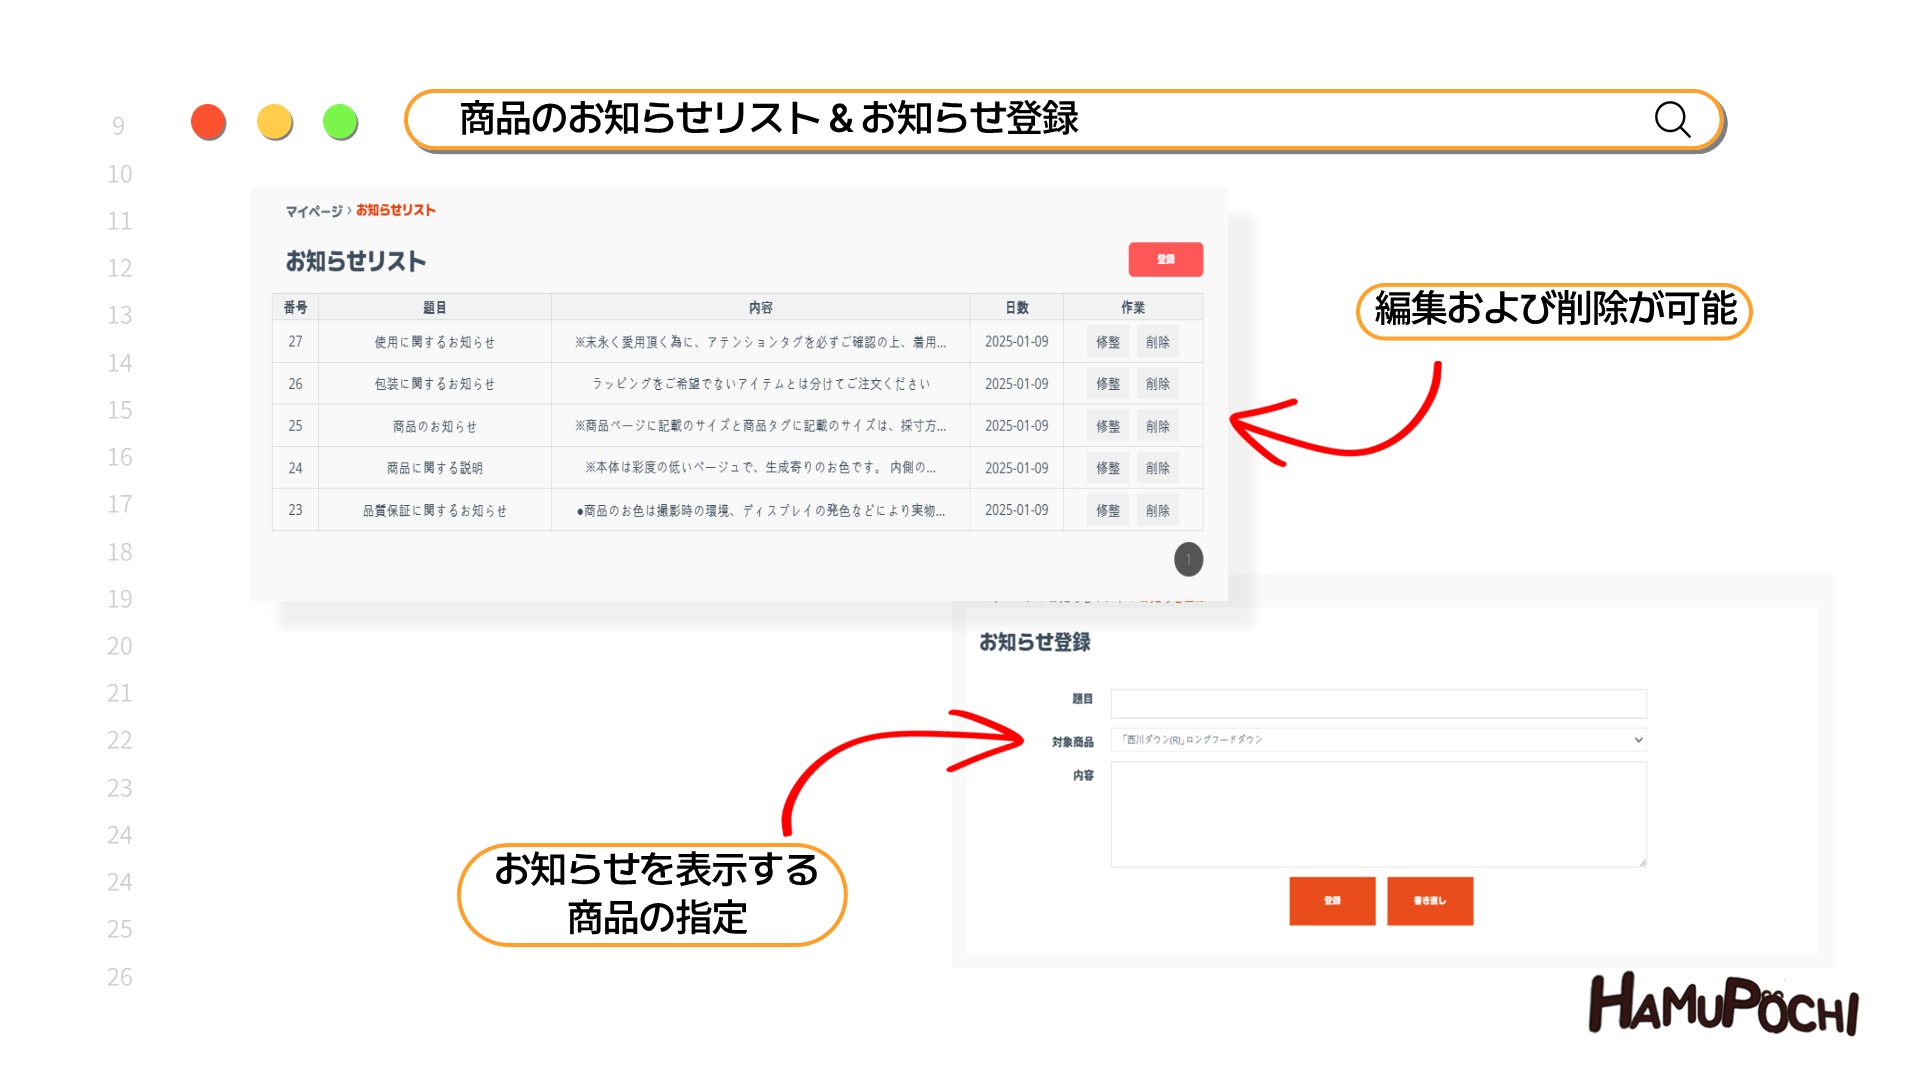 商品のお知らせリスト & お知らせ登録
9
10
11
12
13
14
15
16
17
18
19
20
21
22
23
24
24
25
26
マイページ › お知らせリスト
お知らせリスト
登録
番号 題目 内容 日数 作業
27 使用に関するお知らせ ※末永く愛用頂く為に、アテンションタグを必ずご確認の上、着用... 2025-01-09 修整 削除
26 包装に関するお知らせ ラッピングをご希望でないアイテムとは分けてご注文ください 2025-01-09 修整 削除
25 商品のお知らせ ※商品ページに記載のサイズと商品タグに記載のサイズは、採寸方... 2025-01-09 修整 削除
24 商品に関する説明 ※本体は彩度の低いベージュで、生成寄りのお色です。 内側の... 2025-01-09 修整 削除
23 品質保証に関するお知らせ ●商品のお色は撮影時の環境、ディスプレイの発色などにより実物... 2025-01-09 修整 削除
1
編集および削除が可能
お知らせ登録
題目
対象商品 「西川ダウン(R)」ロングフードダウン
内容
登録 書き直し
お知らせを表示する
商品の指定
HAMUPOCHI